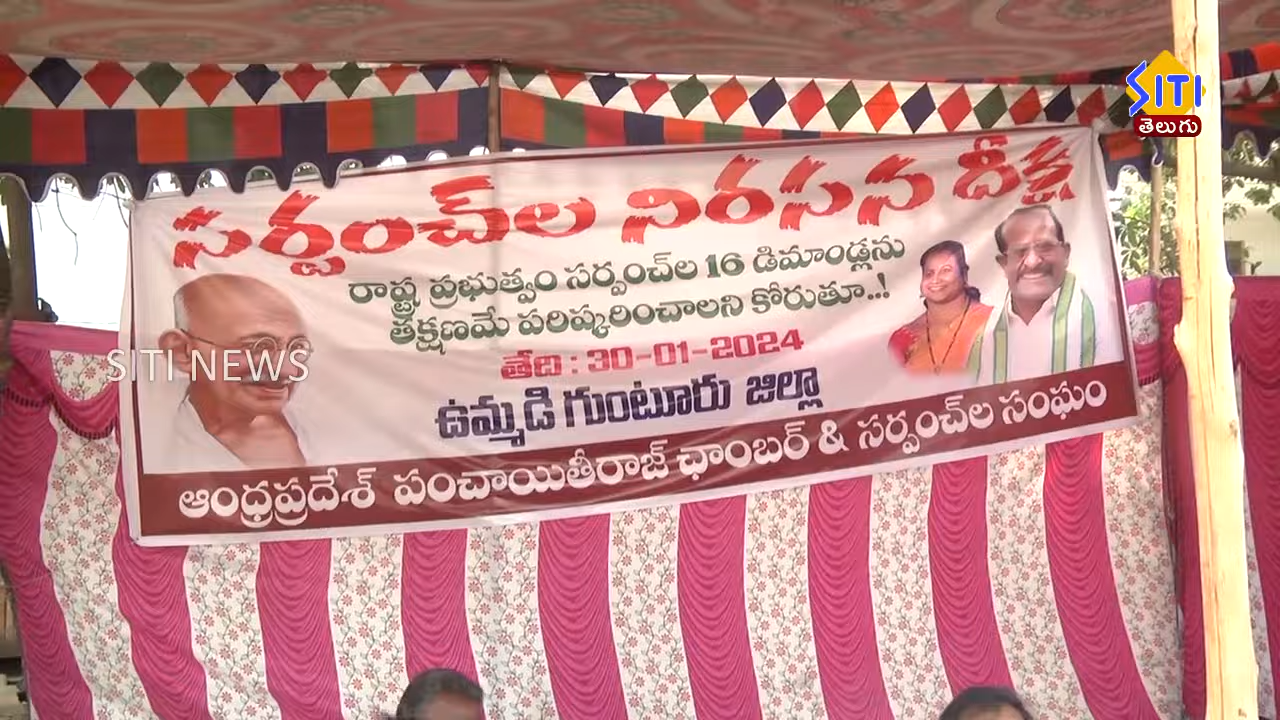 SITI
తెలుగు
సర్పంచ్‌ల నిరసన దీక్ష
రాష్ట్ర ప్రభుత్వం సర్పంచ్‌ల 16 డిమాండ్లను
తక్షణమే పరిష్కరించాలని కోరుతూ..!
తేది : 30-01-2024
ఉమ్మడి గుంటూరు జిల్లా
ఆంధ్రప్రదేశ్ పంచాయితీరాజ్ ఛాంబర్ & సర్పంచ్‌ల సంఘం
SITI NEWS